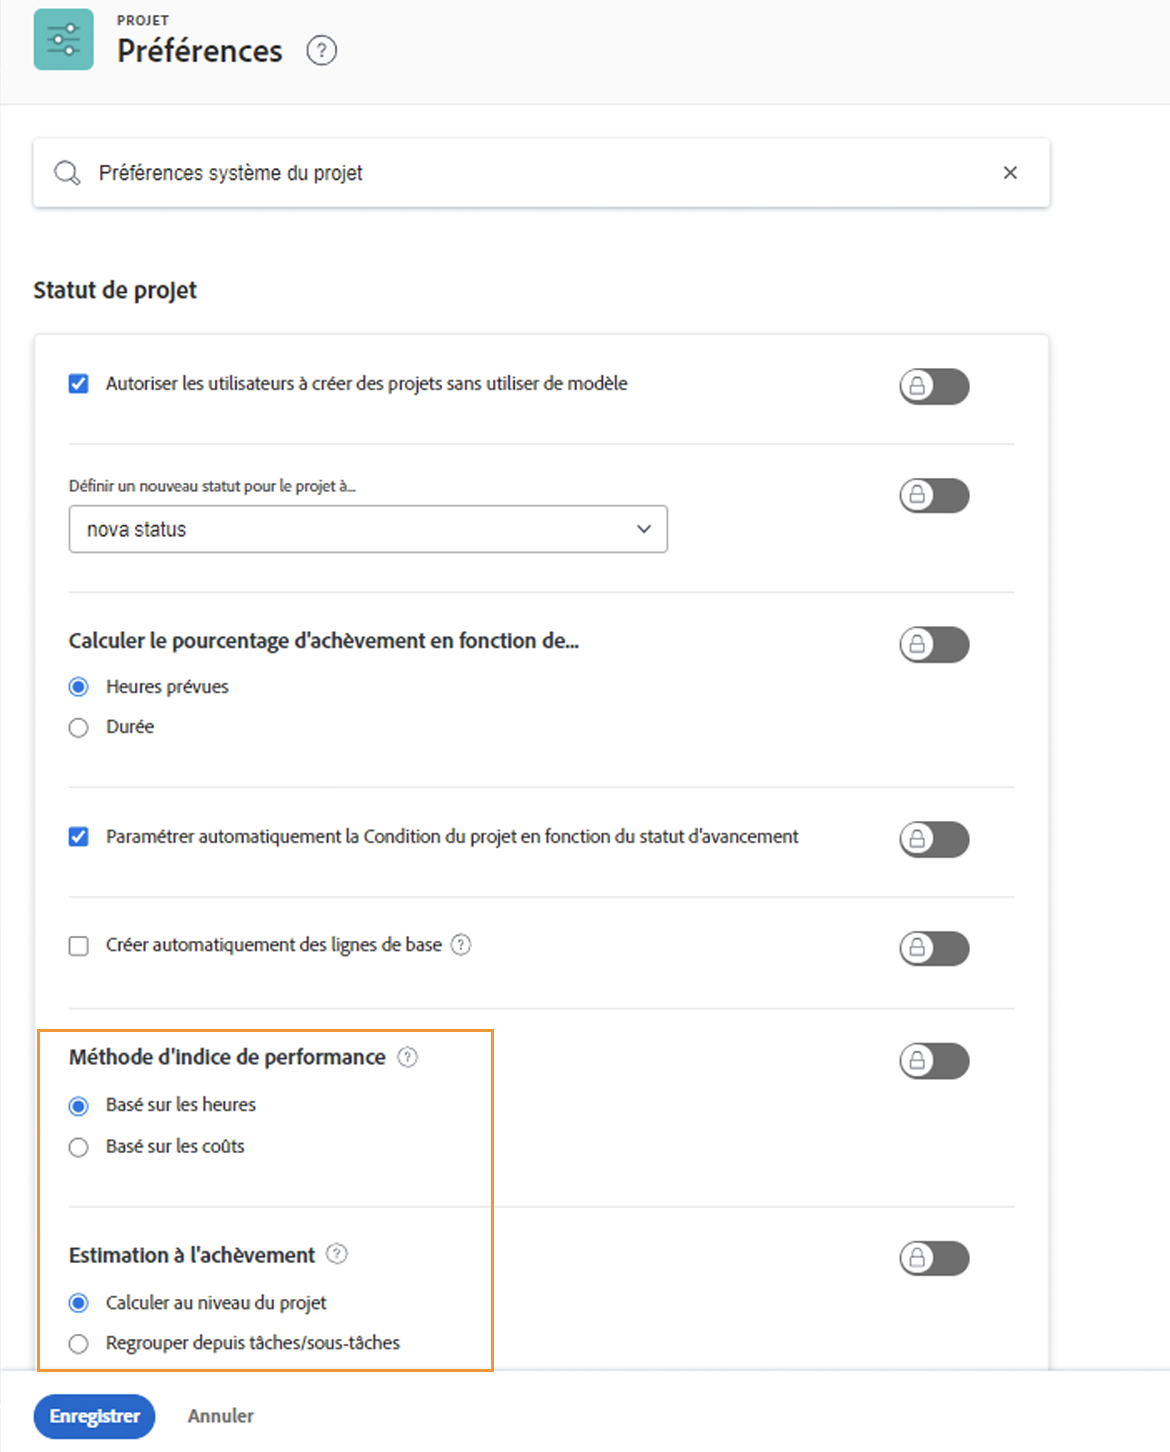 PROJET
Préférences
Préférences système du projet
Statut de projet
Autoriser les utilisateurs à créer des projets sans utiliser de modèle
Définir un nouveau statut pour le projet à...
nova status
Calculer le pourcentage d'achèvement en fonction de...
Heures prévues
Durée
Paramétrer automatiquement la Condition du projet en fonction du statut d'avancement
Créer automatiquement des lignes de base
Méthode d'indice de performance
Basé sur les heures
Basé sur les coûts
Estimation à l'achèvement
Calculer au niveau du projet
Regrouper depuis tâches/sous-tâches
Enregistrer Annuler